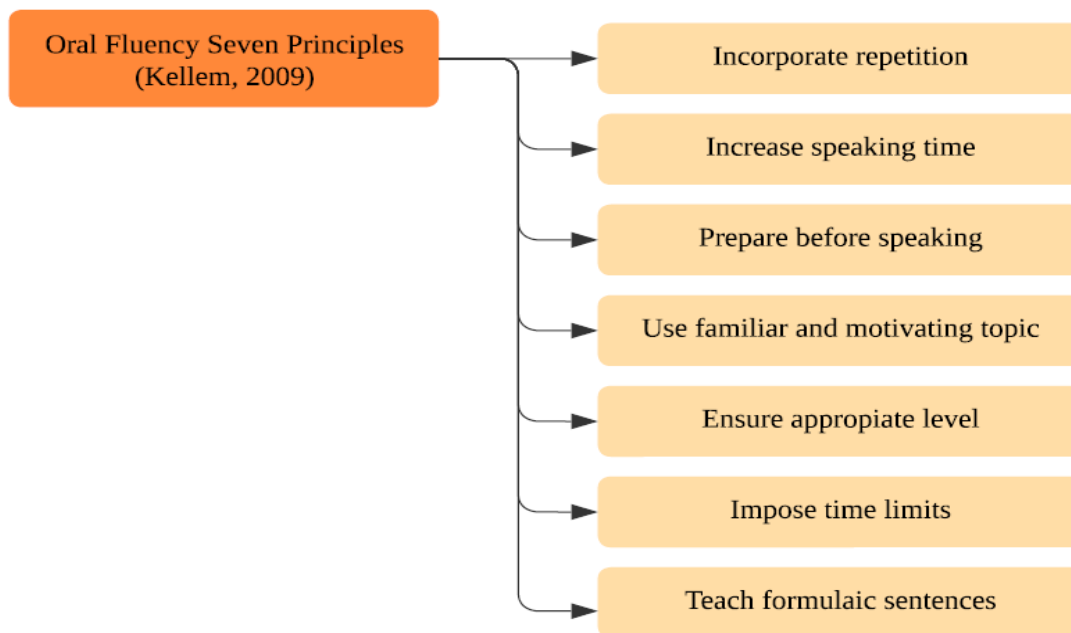 Oral Fluency Seven Principles
(Kellem, 2009)
Incorporate repetition
Increase speaking time
Prepare before speaking
Use familiar and motivating topic
Ensure appropiate level
Impose time limits
Teach formulaic sentences